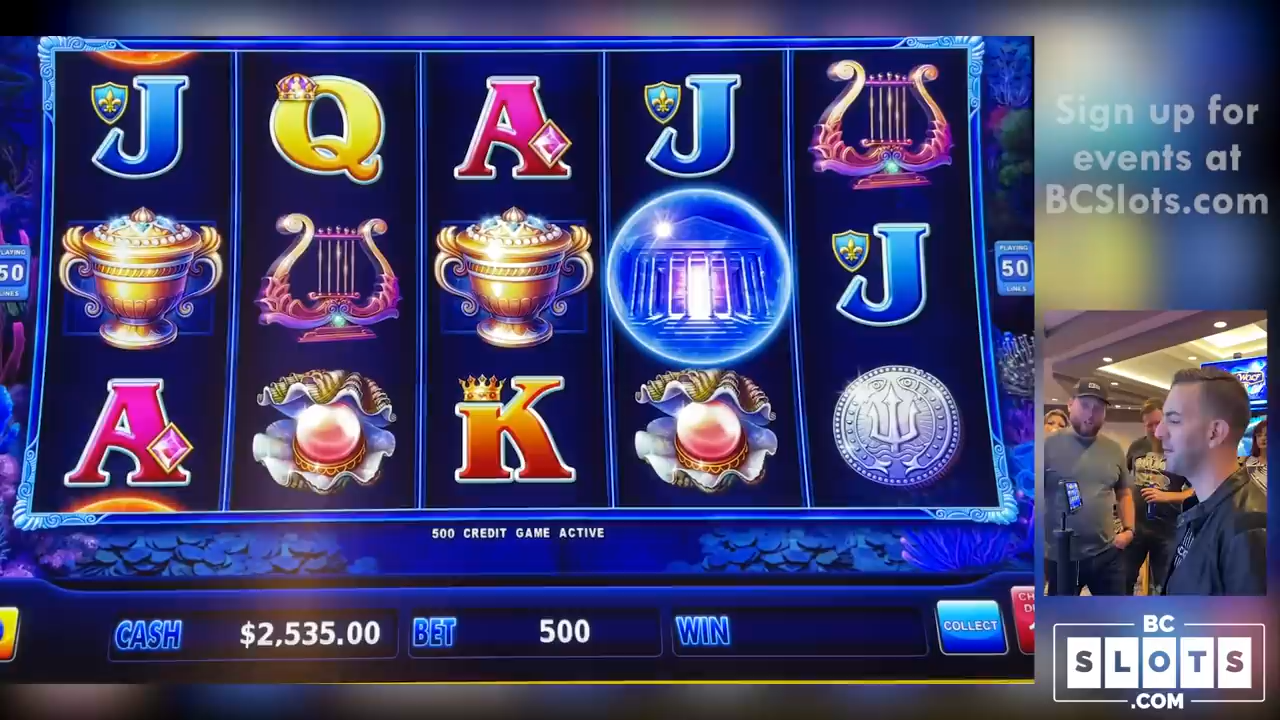 J Q A J
J
A K
PLAYING
50
LINES
PLAYING
50
LINES
500 CREDIT GAME ACTIVE
CASH $2,535.00 BET 500 WIN
COLLECT
Sign up for
events at
BCSlots.com
BC
SLOTS
.COM